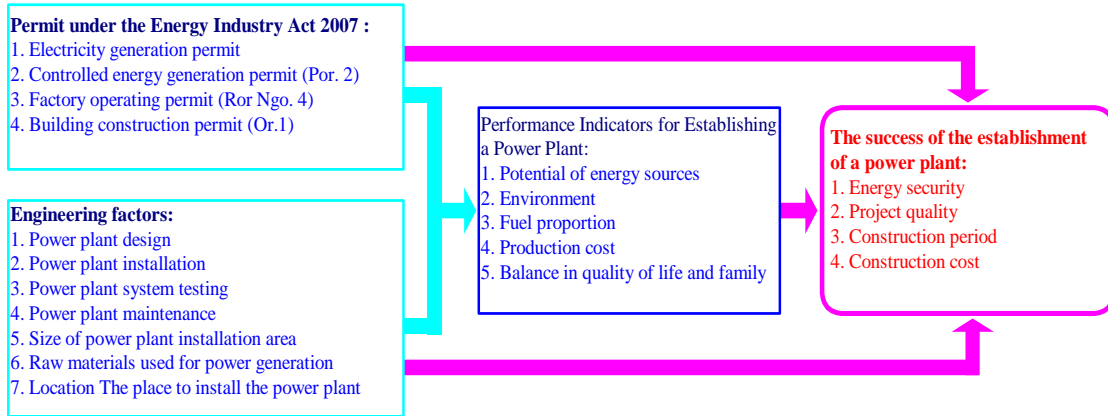 Permit under the Energy Industry Act 2007 :
1. Electricity generation permit
2. Controlled energy generation permit (Por. 2)
3. Factory operating permit (Ror Ngo. 4)
4. Building construction permit (Or.1)
Engineering factors:
1. Power plant design
2. Power plant installation
3. Power plant system testing
4. Power plant maintenance
5. Size of power plant installation area
6. Raw materials used for power generation
7. Location The place to install the power plant
Performance Indicators for Establishing
a Power Plant:
1. Potential of energy sources
2. Environment
3. Fuel proportion
4. Production cost
5. Balance in quality of life and family
The success of the establishment
of a power plant:
1. Energy security
2. Project quality
3. Construction period
4. Construction cost